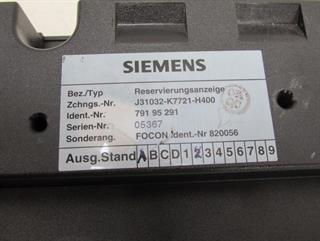 SIEMENS
Bez./Typ Reservierungsanzeige
Zchngs.-Nr. J31032-K7721-H400
Ident.-Nr. 791 95 291
Serien-Nr. 05367
Sonderang. FOCON Ident.-Nr 820056
Ausg.Stand A B C D 1 2 3 4 5 6 7 8 9